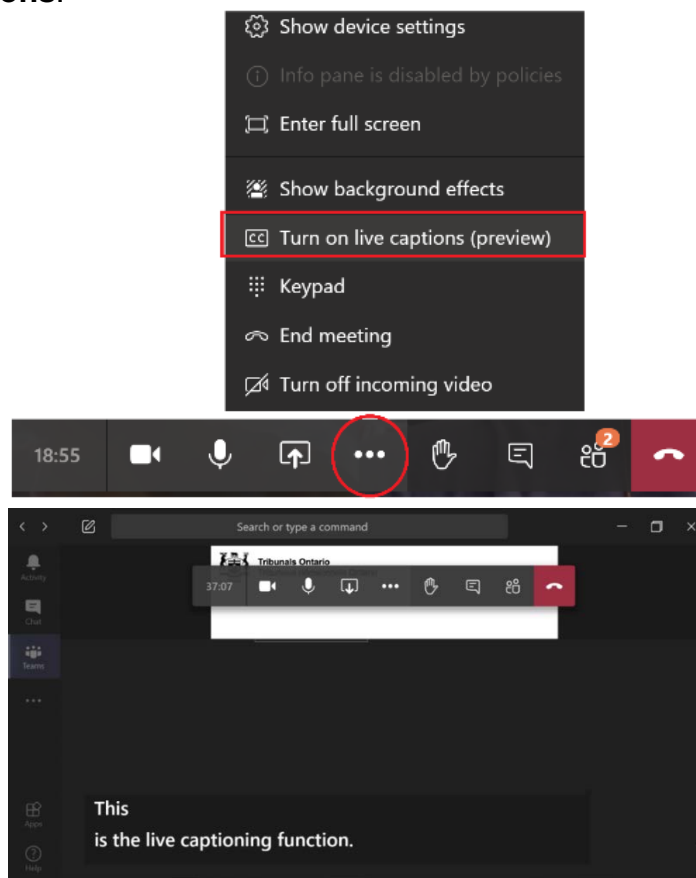 ons.
Show device settings
Info pane is disabled by policies
Enter full screen
Show background effects
CC Turn on live captions (preview)
Keypad
End meeting
Turn off incoming video
18:55
2
Search or type a command
Activity
Tribunals Ontario
37:07
Chat
Teams
Apps
Help
This
is the live captioning function.